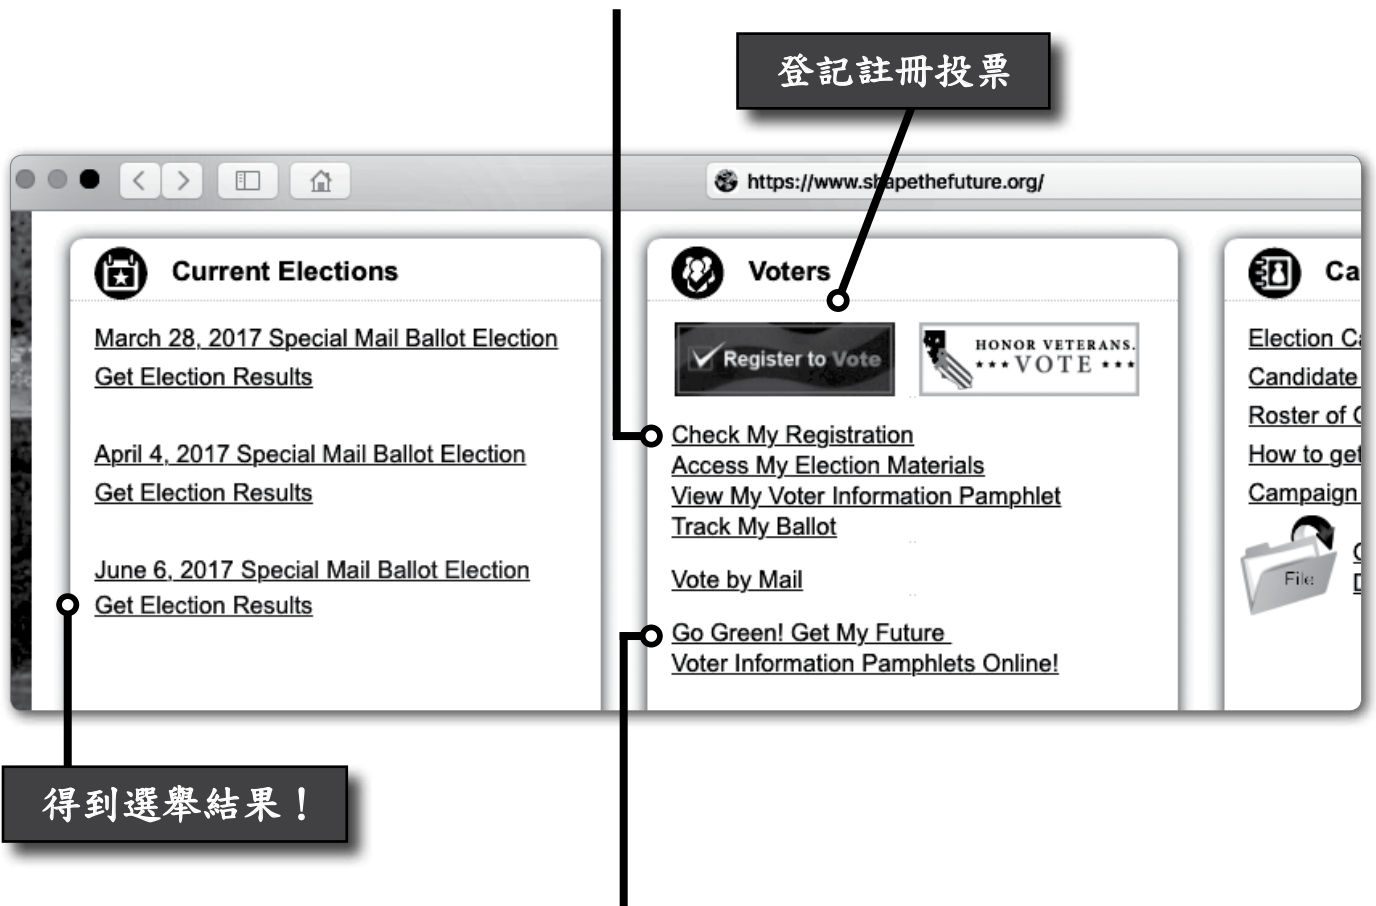 登記註冊投票
https://www.shapethefuture.org/
Current Elections
March 28, 2017 Special Mail Ballot Election
Get Election Results
April 4, 2017 Special Mail Ballot Election
Get Election Results
June 6, 2017 Special Mail Ballot Election
Get Election Results
Voters
Register to Vote
HONOR VETERANS.
VOTE
Check My Registration
Access My Election Materials
View My Voter Information Pamphlet
Track My Ballot
Vote by Mail
Go Green! Get My Future
Voter Information Pamphlets Online!
Ca
Election Ca
Candidate
Roster of
How to get
Campaign
File
得到選舉結果！